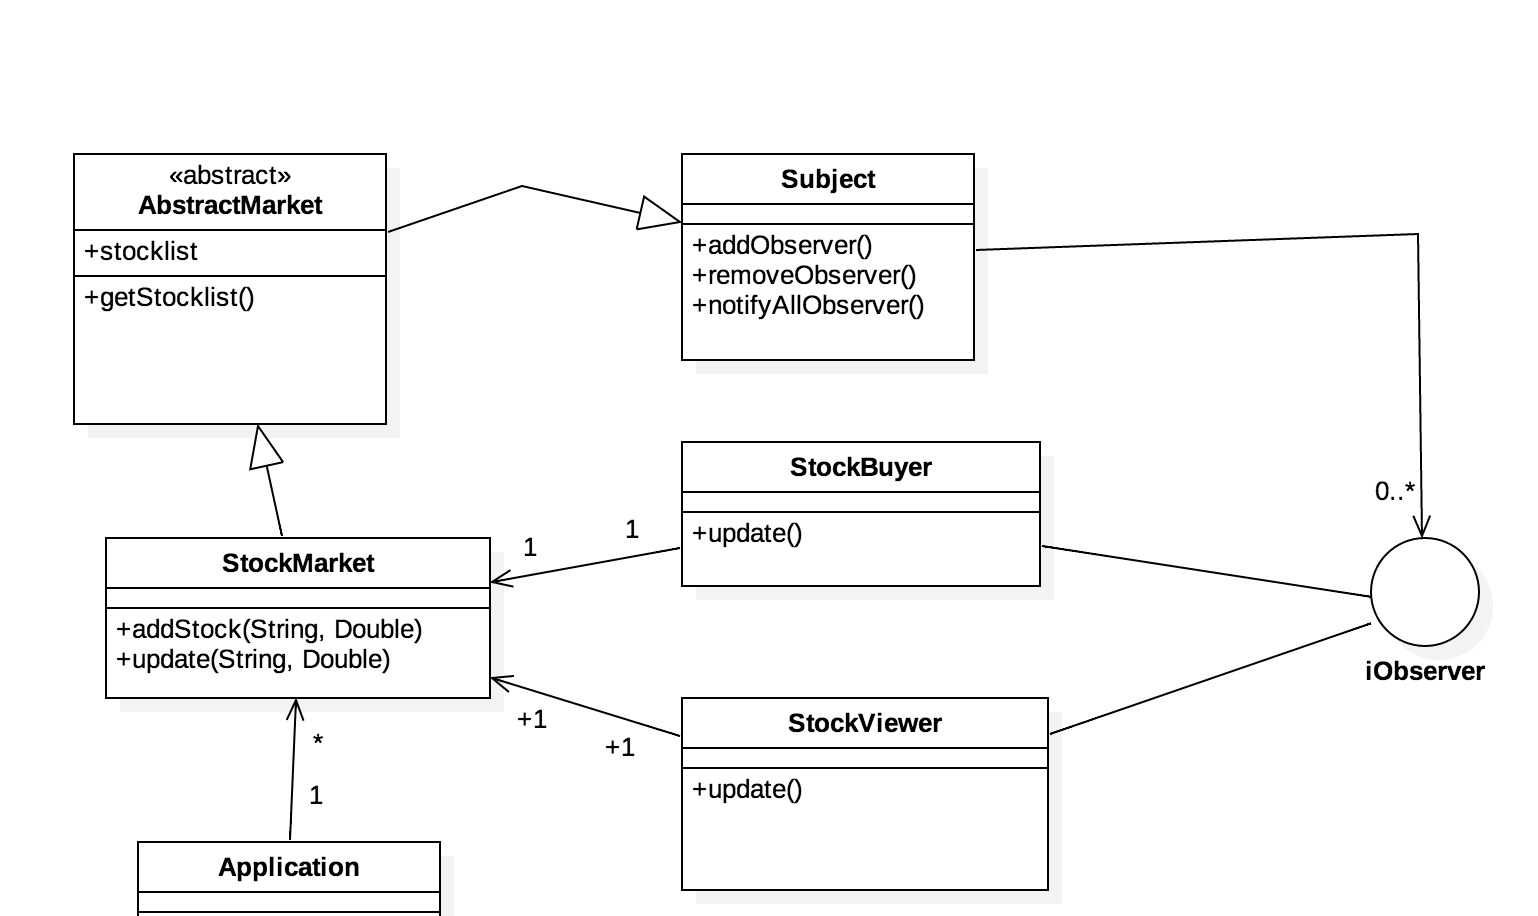 «abstract»
AbstractMarket
+stocklist
+getStocklist()
Subject
+addObserver()
+removeObserver()
+notifyAllObserver()
0..*
iObserver
StockBuyer
+update()
1
1
StockMarket
+addStock(String, Double)
+update(String, Double)
+1
+1
StockViewer
+update()
*
1
Application